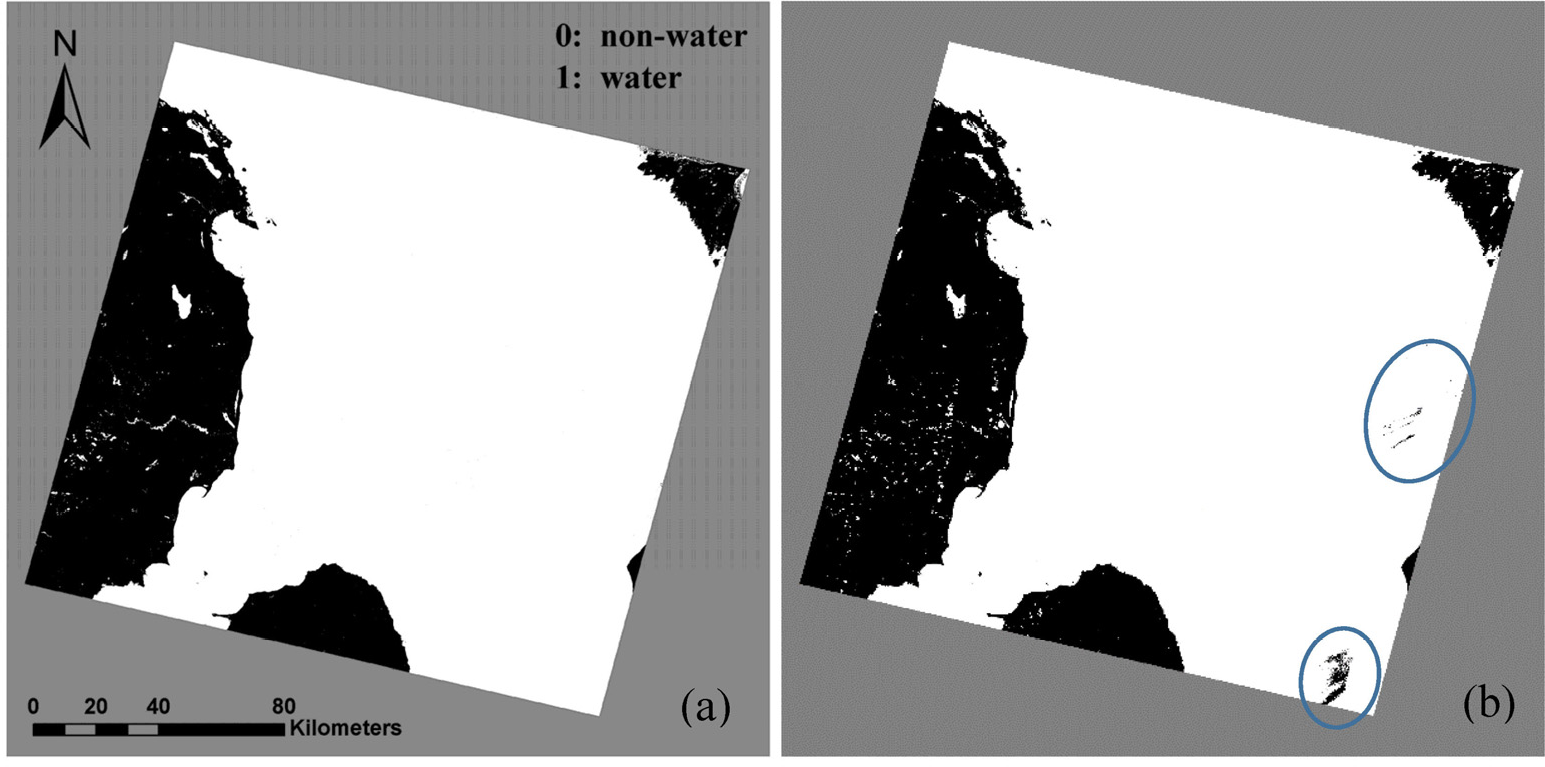 N
0: non-water
1: water
0 20 40 80
Kilometers
(a)
(b)